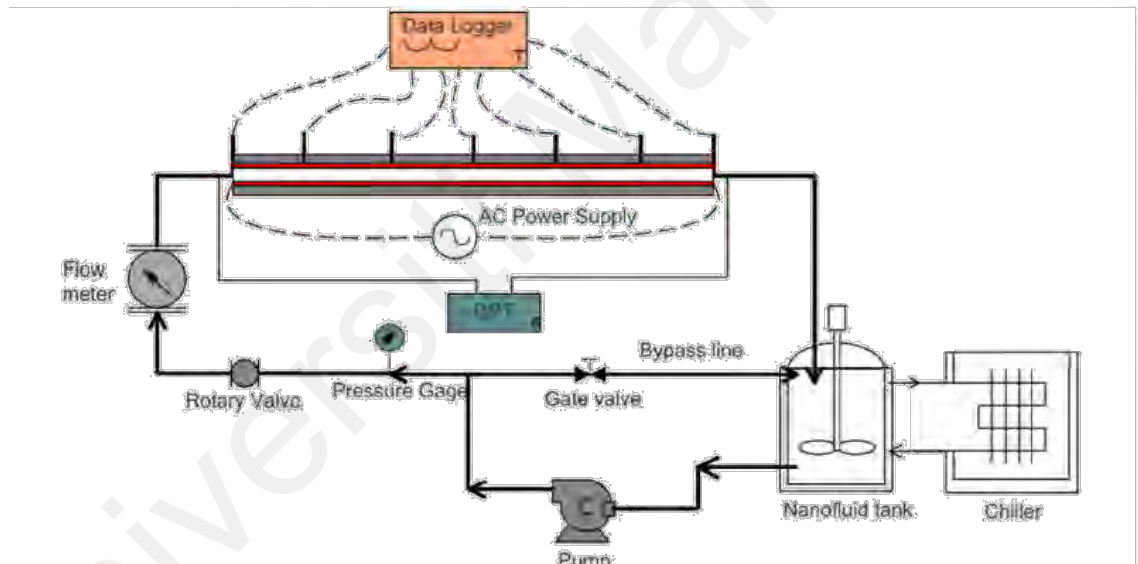 Data Logger
T
AC Power Supply
Flow
meter
DPT
Bypass line
Rotary Valve
Pressure Gage
Gate valve
C
Nanofluid tank
Chiller
Pump